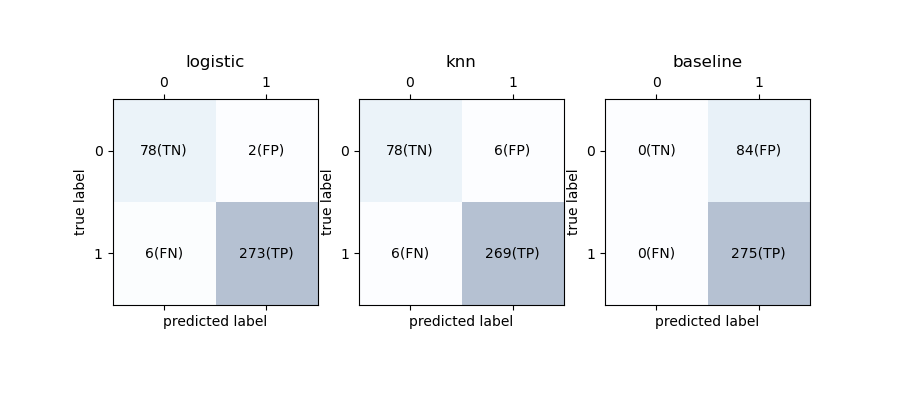 logistic knn baseline
0 1 0 1 0 1
0 78(TN) 2(FP) 0 78(TN) 6(FP) 0 0(TN) 84(FP)
true label true label true label
1 6(FN) 273(TP) 1 6(FN) 269(TP) 1 0(FN) 275(TP)
predicted label predicted label predicted label